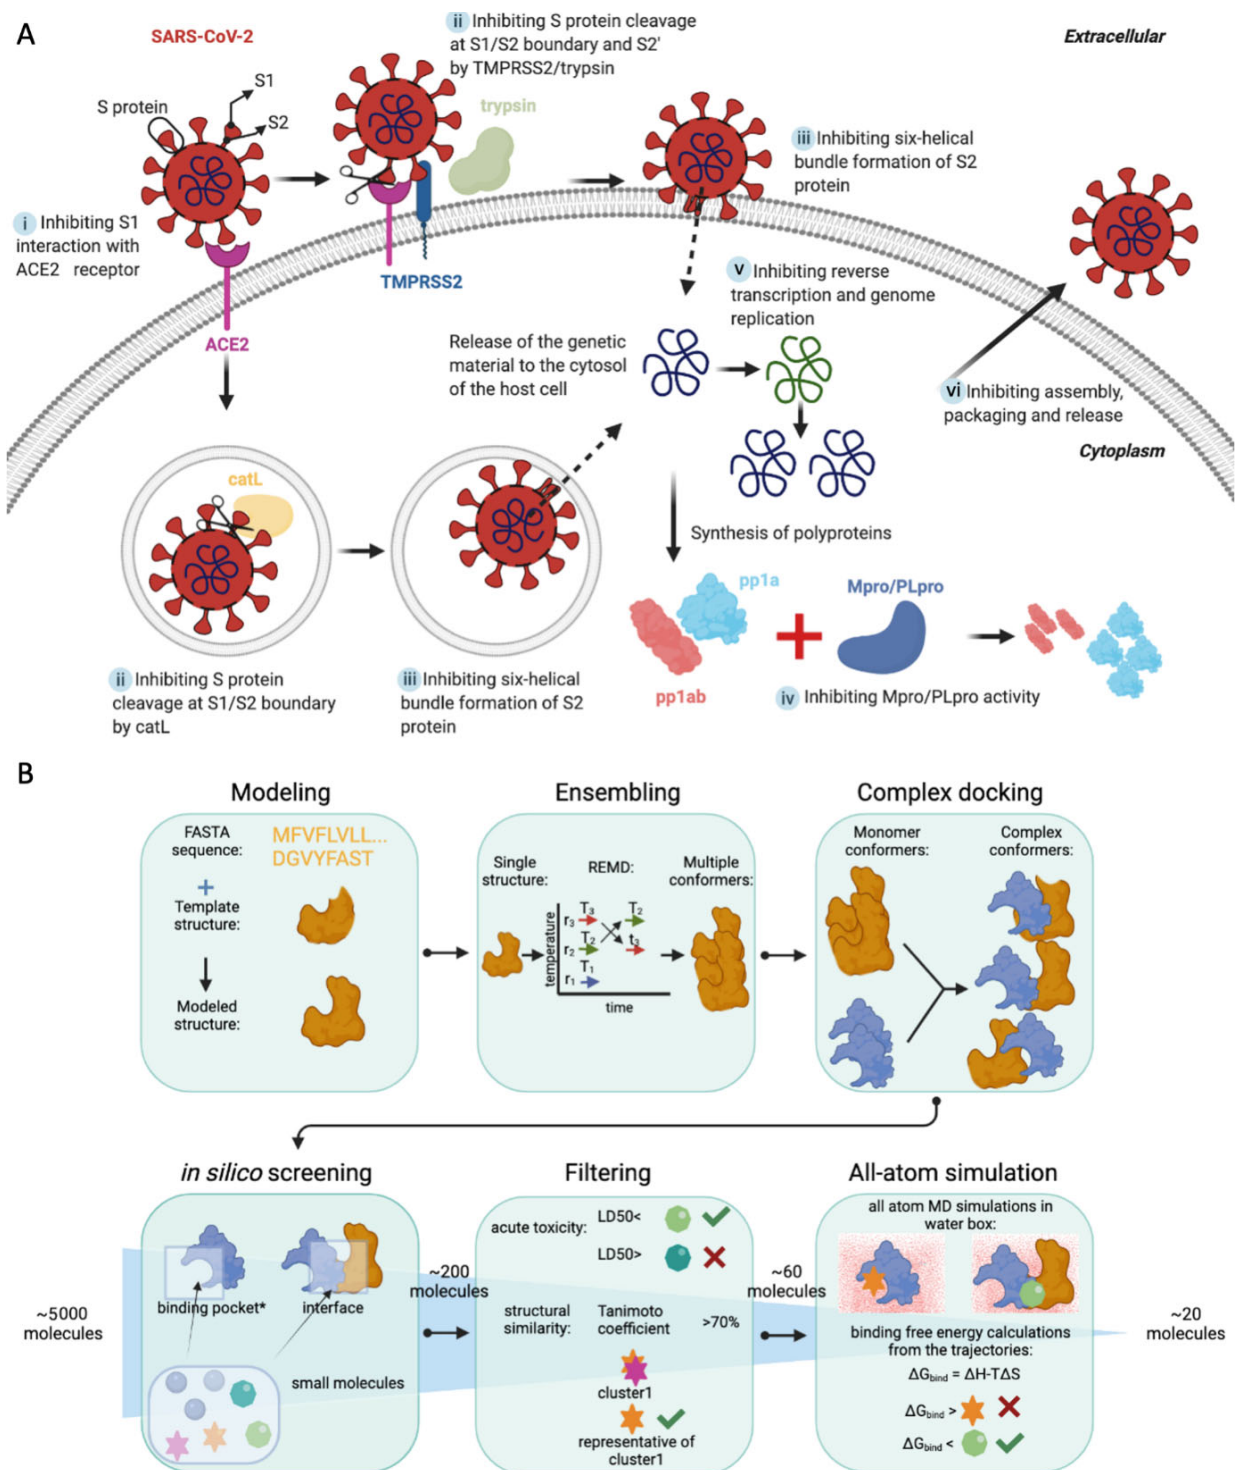 A
SARS-CoV-2
S protein
S1
S2
i Inhibiting S1
interaction with
ACE2 receptor
ACE2
ii Inhibiting S protein cleavage
at S1/S2 boundary and S2'
by TMPRSS2/trypsin
trypsin
TMPRSS2
iii Inhibiting six-helical
bundle formation of S2
protein
Extracellular
v Inhibiting reverse
transcription and genome
replication
Release of the genetic
material to the cytosol
of the host cell
vi Inhibiting assembly,
packaging and release
Cytoplasm
catL
ii Inhibiting S protein
cleavage at S1/S2 boundary
by catL
iii Inhibiting six-helical
bundle formation of S2
protein
Synthesis of polyproteins
pp1a
pp1ab
Mpro/PLpro
iv Inhibiting Mpro/PLpro activity
B
Modeling
FASTA
sequence:
MFVFLVLL...
DGVYFAST
+
Template
structure:
Modeled
structure:
Ensembling
Single
structure:
REMD:
Multiple
conformers:
temperature
r3 T3 T2
r2 T2 t3
r1 T1
time
Complex docking
Monomer
conformers:
Complex
conformers:
in silico screening
~5000
molecules
binding pocket*
interface
small molecules
~200
molecules
Filtering
acute toxicity:
LD50<
LD50>
structural
similarity:
Tanimoto
coefficient
>70%
cluster1
representative of
cluster1
~60
molecules
All-atom simulation
all atom MD simulations in
water box:
binding free energy calculations
from the trajectories:
ΔGbind = ΔH-TΔS
ΔGbind >
ΔGbind <
~20
molecules